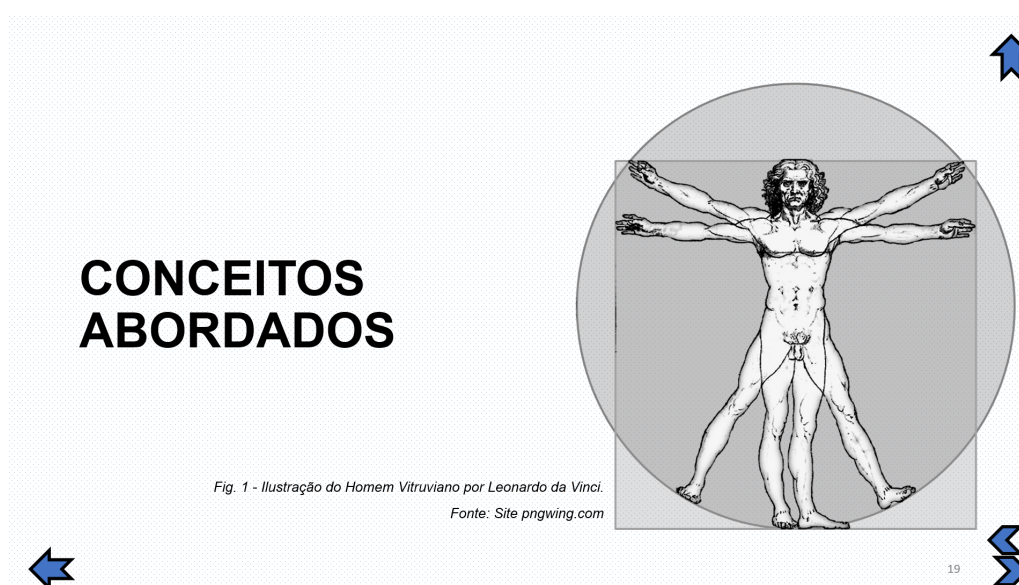 CONCEITOS
ABORDADOS
Fig. 1 - Ilustração do Homem Vitruviano por Leonardo da Vinci.
Fonte: Site pngwing.com
19